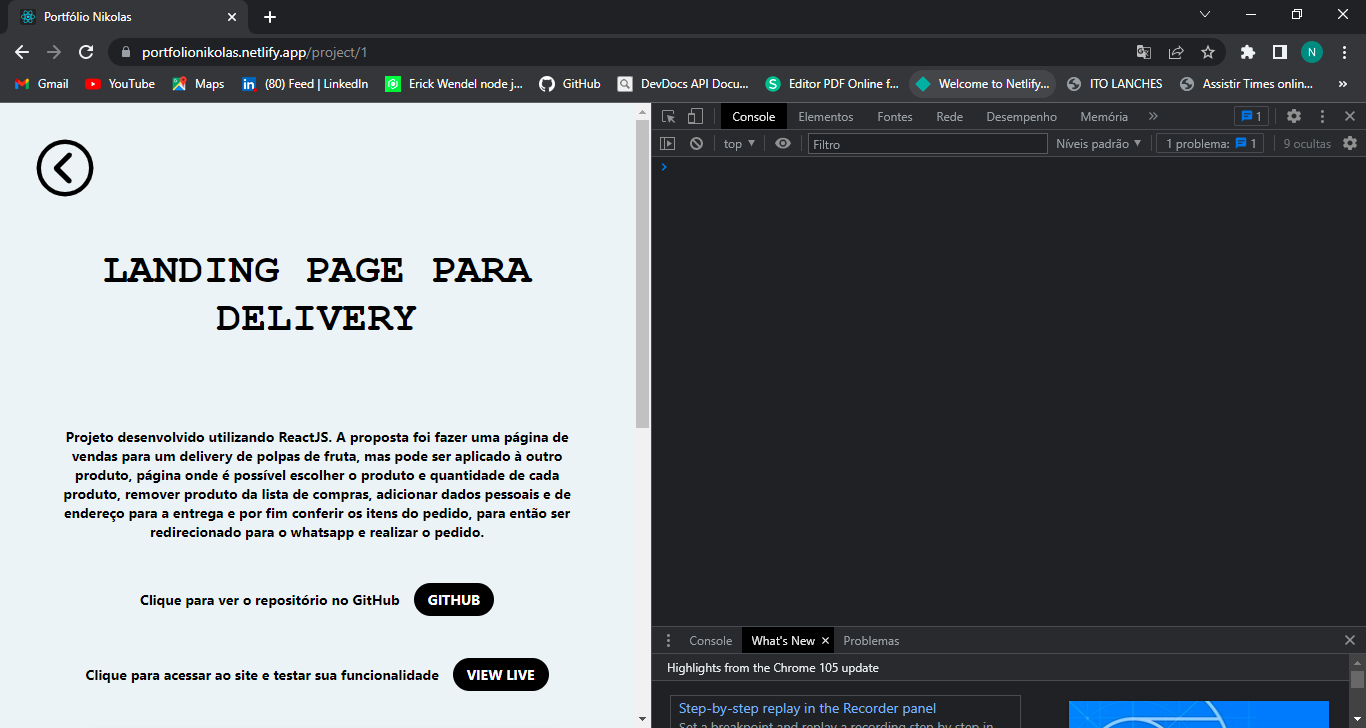 Portfólio Nikolas
portfolionikolas.netlify.app/project/1
N
Gmail
YouTube
Maps
(80) Feed | LinkedIn
Erick Wendel node j...
GitHub
DevDocs API Docu...
Editor PDF Online f...
Welcome to Netlify...
ITO LANCHES
Assistir Times onlin...
»
LANDING PAGE PARA
DELIVERY
Projeto desenvolvido utilizando ReactJS. A proposta foi fazer uma página de
vendas para um delivery de polpas de fruta, mas pode ser aplicado à outro
produto, página onde é possível escolher o produto e quantidade de cada
produto, remover produto da lista de compras, adicionar dados pessoais e de
endereço para a entrega e por fim conferir os itens do pedido, para então ser
redirecionado para o whatsapp e realizar o pedido.
Clique para ver o repositório no GitHub GITHUB
Clique para acessar ao site e testar sua funcionalidade VIEW LIVE
Console Elementos Fontes Rede Desempenho Memória » 1
top Filtro Níveis padrão 1 problema: 1 9 ocultas
Console What's New Problemas
Highlights from the Chrome 105 update
Step-by-step replay in the Recorder panel
Set a breakpoint and replay a recording step by step in